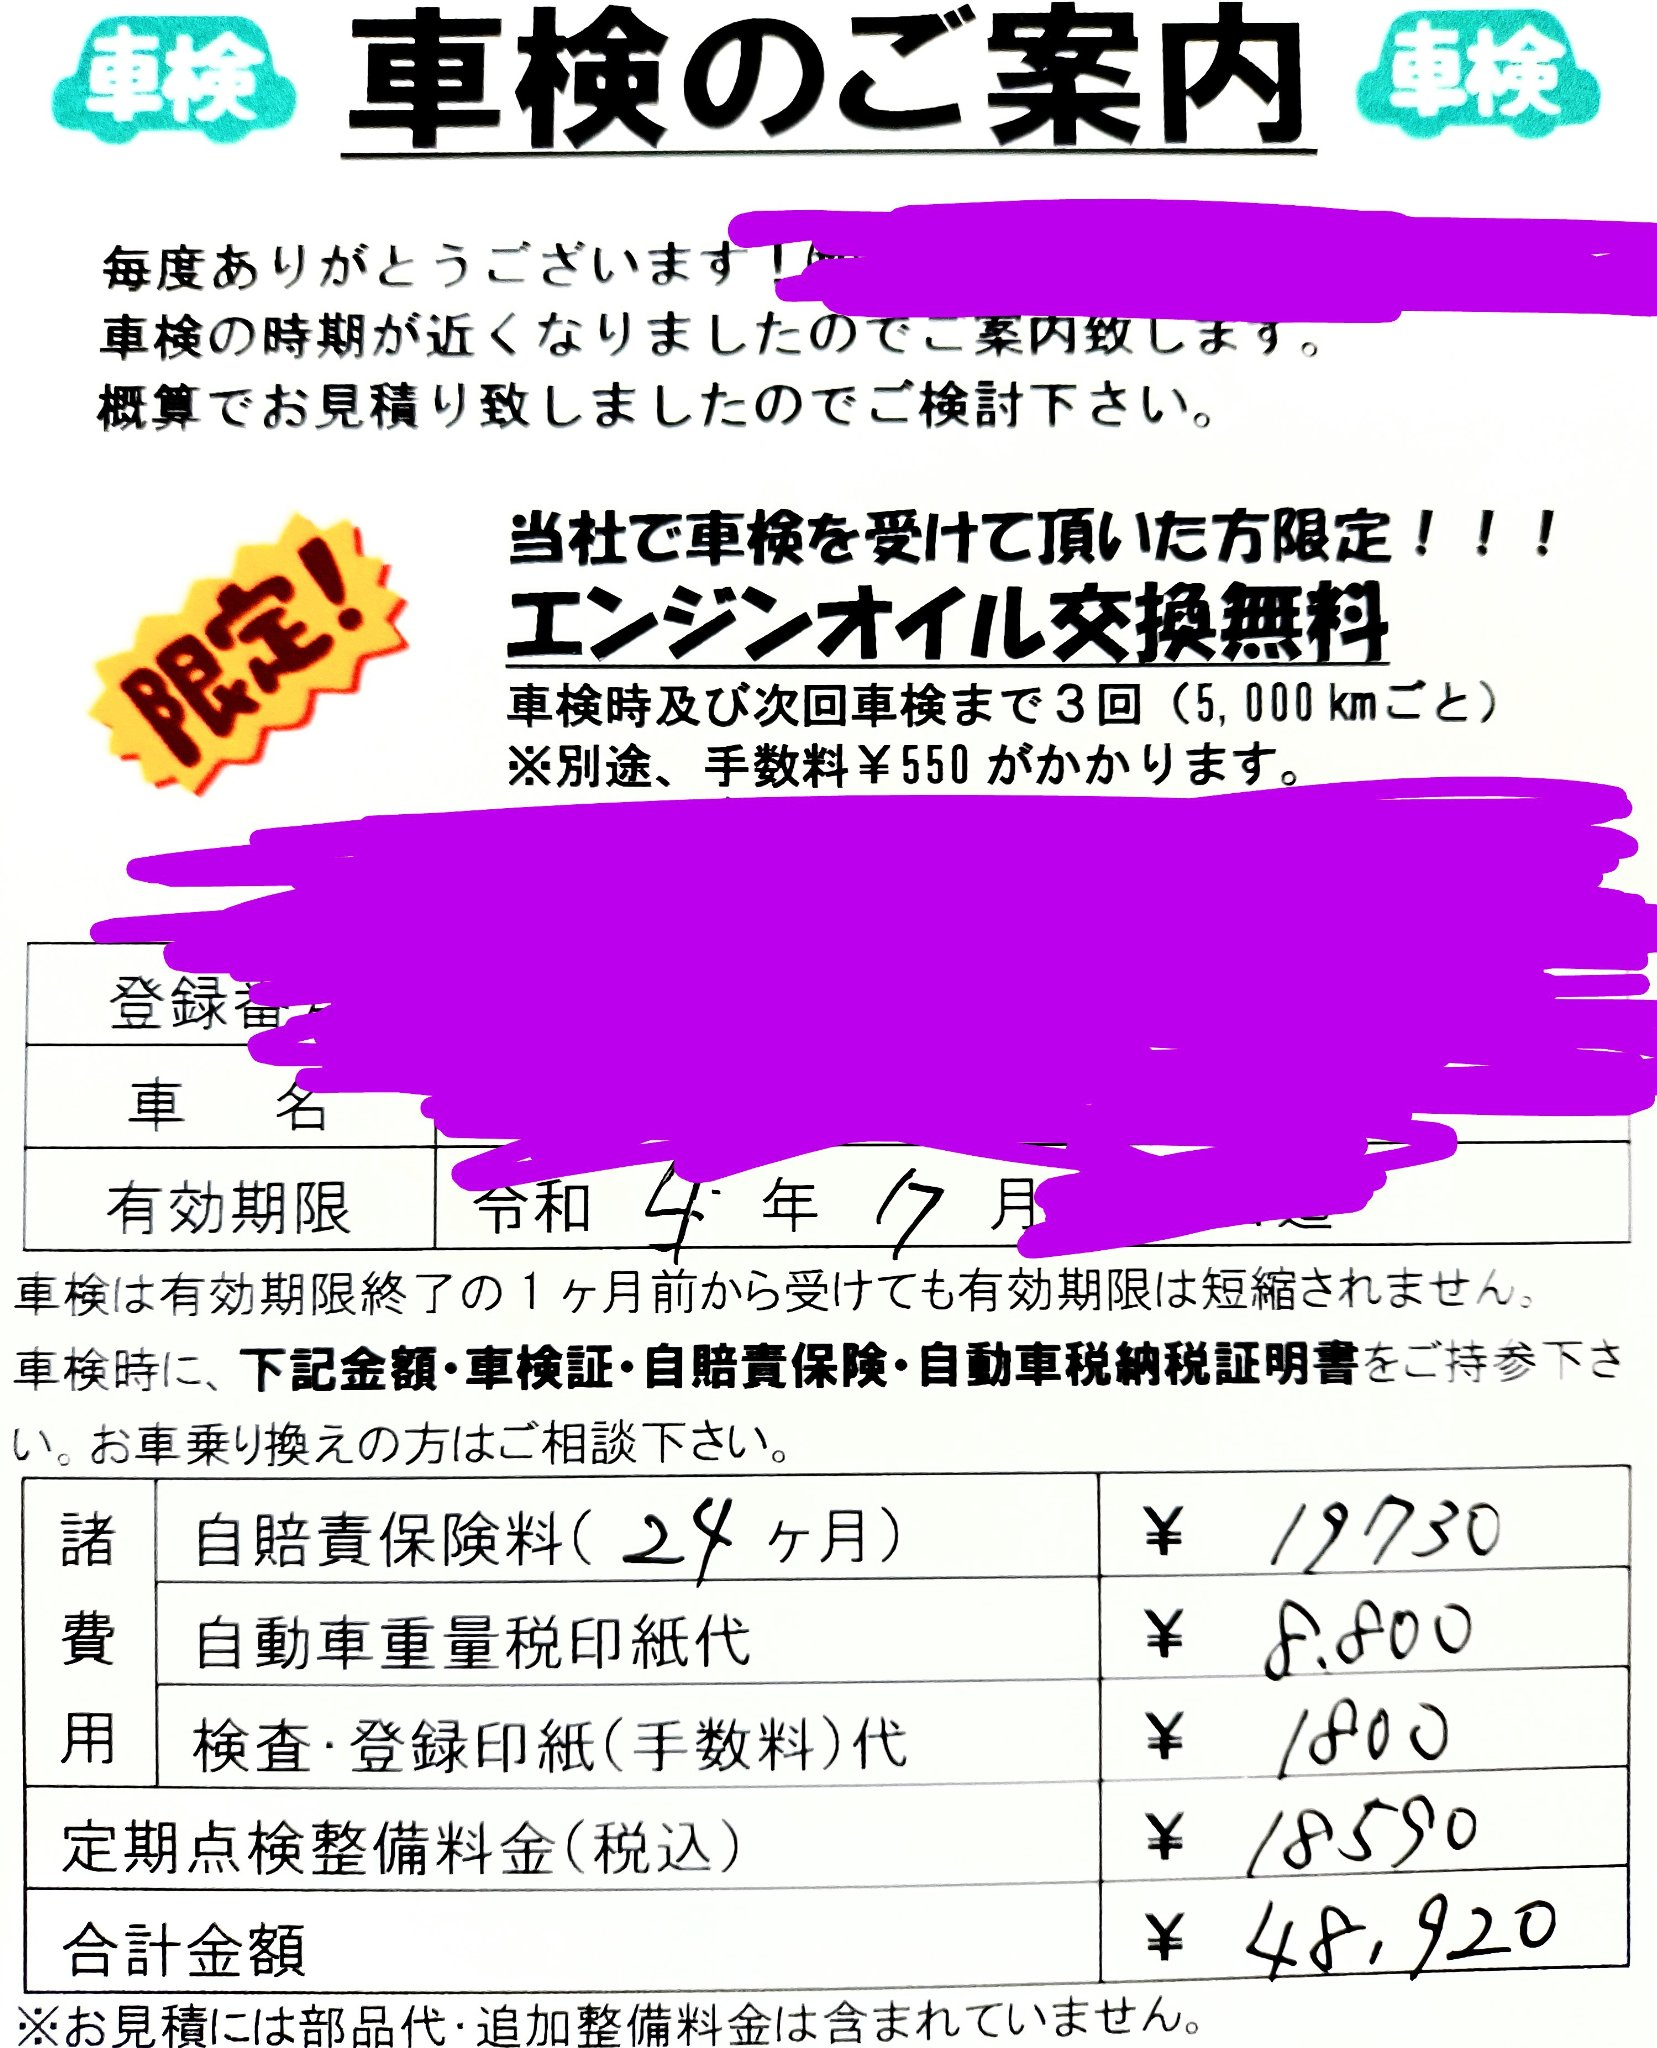 車検 車検のご案内 車検
毎度ありがとうございます！
車検の時期が近くなりましたのでご案内致します。
概算でお見積り致しましたのでご検討下さい。
限定!
当社で車検を受けて頂いた方限定！！！
エンジンオイル交換無料
車検時及び次回車検まで３回（5,000kmごと）
※別途、手数料￥550がかかります。
登録番
車 名
有効期限 令和 4 年 7 月
車検は有効期限終了の１ヶ月前から受けても有効期限は短縮されません。
車検時に、下記金額・車検証・自賠責保険・自動車税納税証明書をご持参下さ
い。お車乗り換えの方はご相談下さい。
諸費用
自賠責保険料( 24 ヶ月) ￥ 19730
自動車重量税印紙代 ￥ 8.800
検査・登録印紙(手数料)代 ￥ 1800
定期点検整備料金(税込) ￥ 18590
合計金額 ￥ 48,920
※お見積には部品代・追加整備料金は含まれていません。